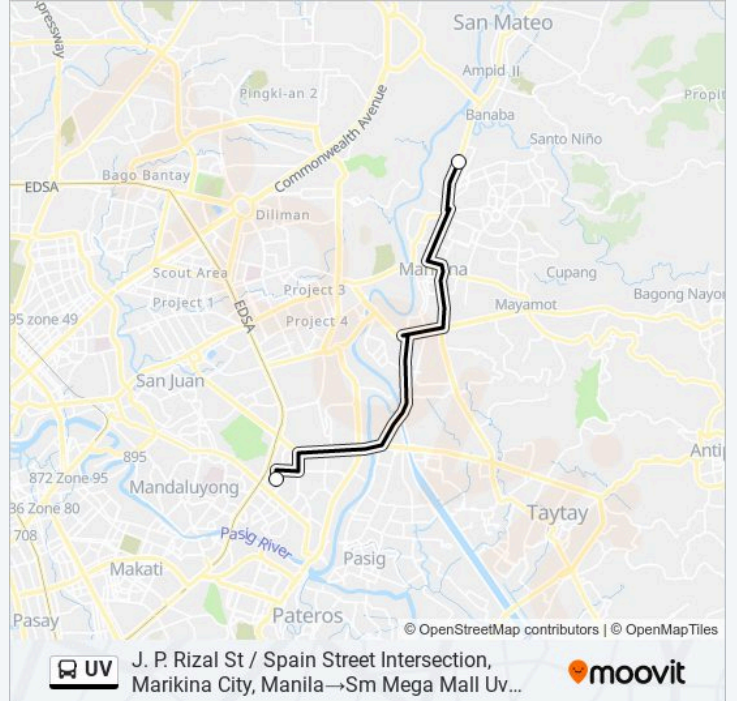 San Mateo
pressway
Ampid II
Pingki-an 2
Propit
Banaba
Commonwealth Avenue
Santo Niño
Bago Bantay
EDSA
Diliman
Marikina
Scout Area
Cupang
Project 3
Bagong Nayon
Project 1
EDSA
Mayamot
95 zone 49
Project 4
San Juan
895
Antip
872 Zone 95
Mandaluyong
36 Zone 80
Taytay
708
Pasig River
Makati
Pasig
Pateros
Pasay
© OpenStreetMap contributors | © OpenMapTiles
UV
J. P. Rizal St / Spain Street Intersection,
Marikina City, Manila→Sm Mega Mall Uv...
moovit